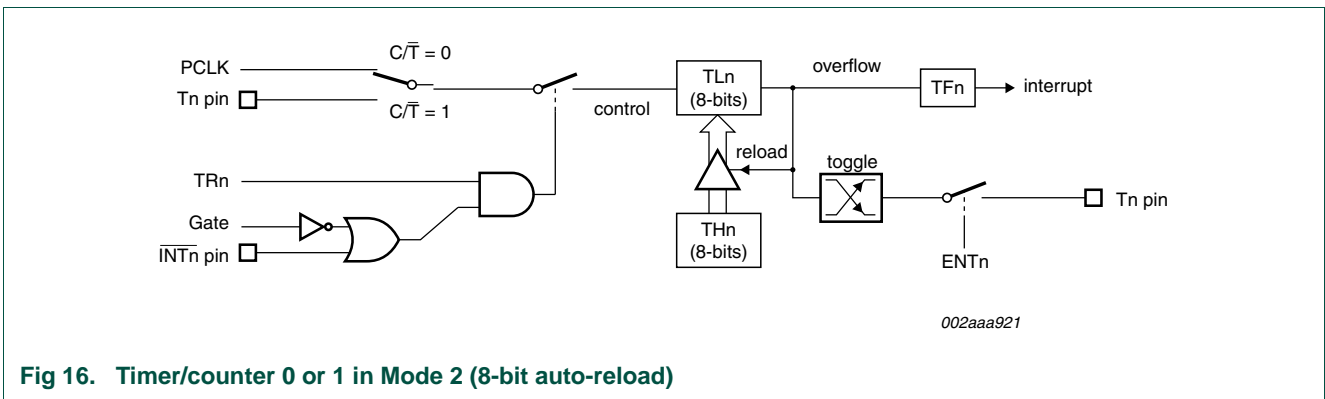 C/T̅ = 0
PCLK
Tn pin
C/T̅ = 1
control
TLn
(8-bits)
overflow
TFn
interrupt
reload
toggle
TRn
Gate
I̅N̅T̅n̅ pin
THn
(8-bits)
Tn pin
ENTn
002aaa921
Fig 16. Timer/counter 0 or 1 in Mode 2 (8-bit auto-reload)